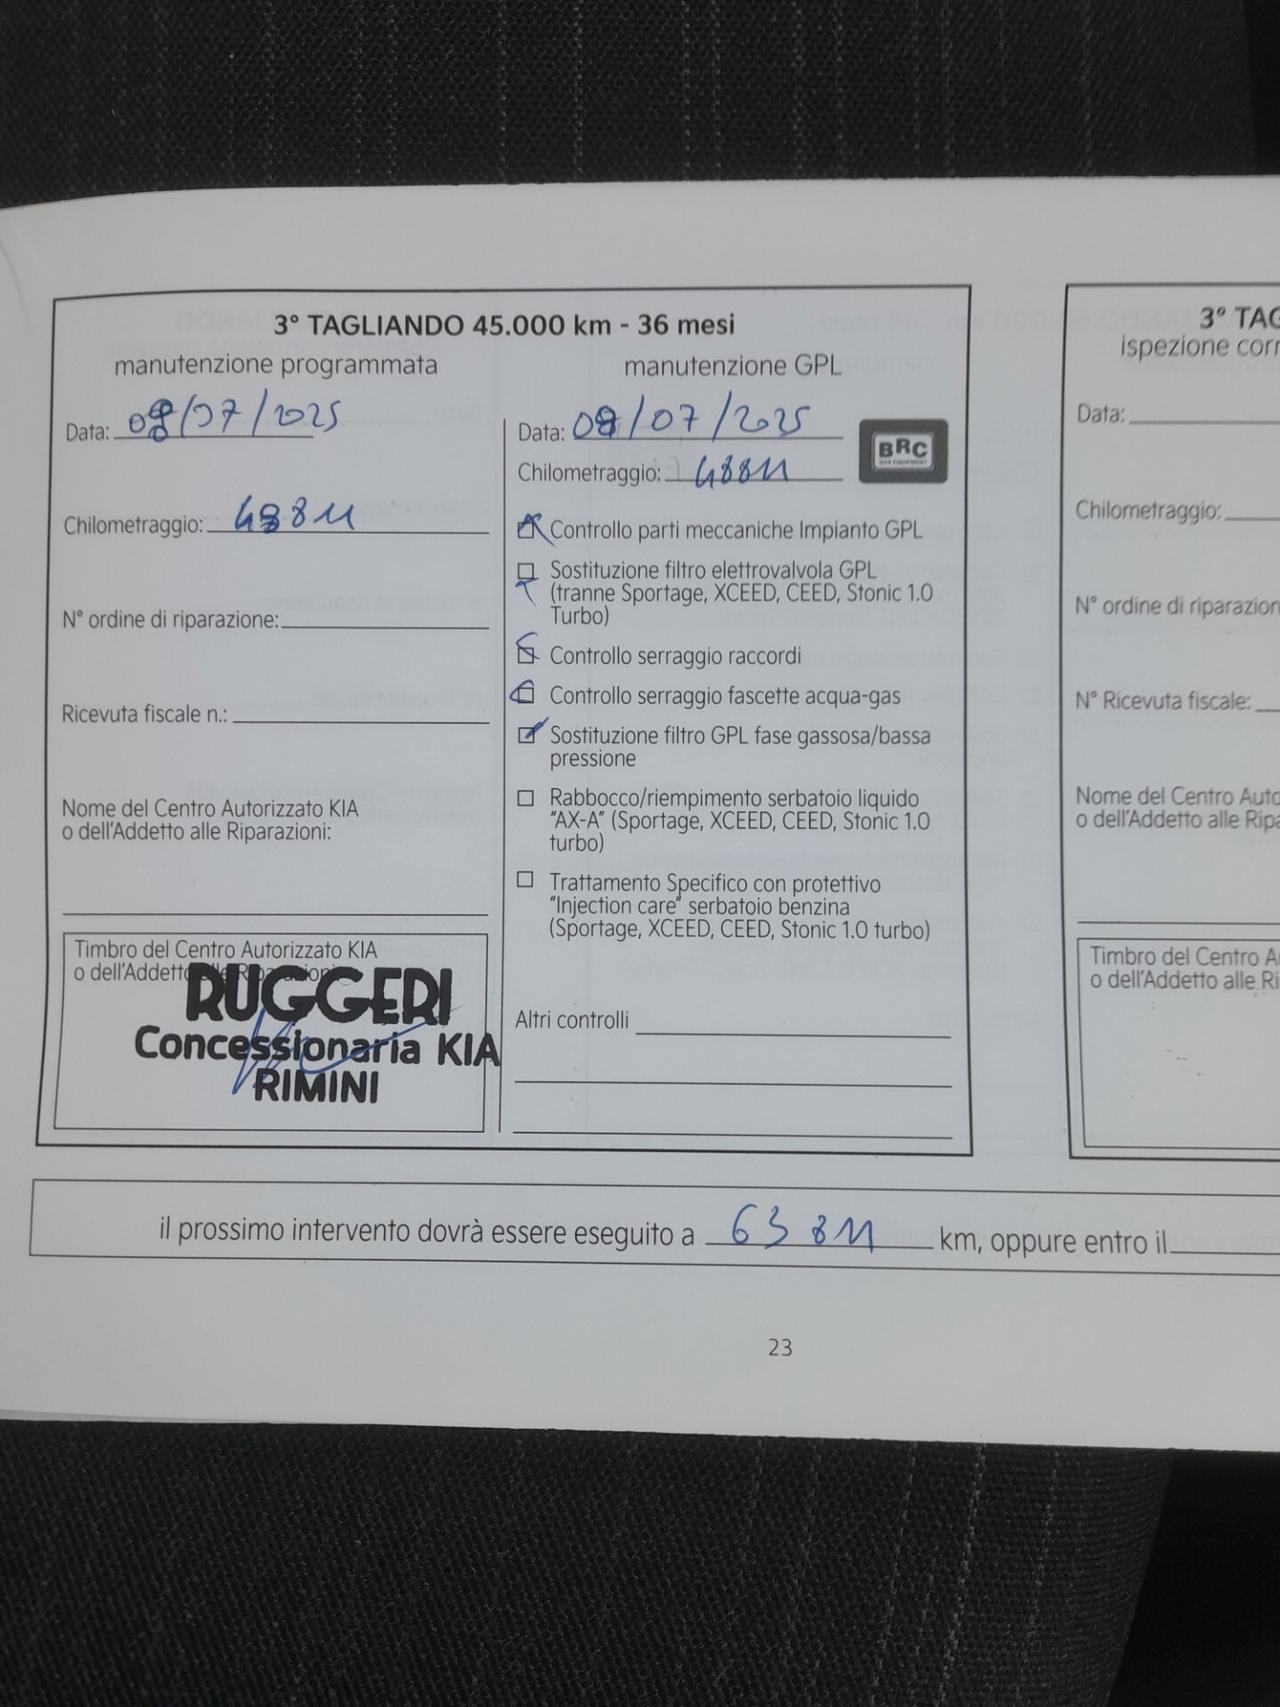 3° TAGLIANDO 45.000 km - 36 mesi
manutenzione programmata
Data: 08/07/2025
Chilometraggio: 48811
N° ordine di riparazione:
Ricevuta fiscale n.:
Nome del Centro Autorizzato KIA
o dell'Addetto alle Riparazioni:
Timbro del Centro Autorizzato KIA
o dell'Addetto alle Riparazioni
RUGGERI
Concessionaria KIA
RIMINI
manutenzione GPL
Data: 08/07/2025
Chilometraggio: 48811
BRC
Controllo parti meccaniche Impianto GPL
Sostituzione filtro elettrovalvola GPL
(tranne Sportage, XCEED, CEED, Stonic 1.0
Turbo)
Controllo serraggio raccordi
Controllo serraggio fascette acqua-gas
Sostituzione filtro GPL fase gassosa/bassa
pressione
Rabbocco/riempimento serbatoio liquido
"AX-A" (Sportage, XCEED, CEED, Stonic 1.0
turbo)
Trattamento Specifico con protettivo
"Injection care" serbatoio benzina
(Sportage, XCEED, CEED, Stonic 1.0 turbo)
Altri controlli
3° TAG
ispezione corr
Data:
Chilometraggio:
N° ordine di riparazion
N° Ricevuta fiscale:
Nome del Centro Auto
o dell'Addetto alle Ripa
Timbro del Centro A
o dell'Addetto alle Ri
il prossimo intervento dovrà essere eseguito a 63 811 km, oppure entro il
23